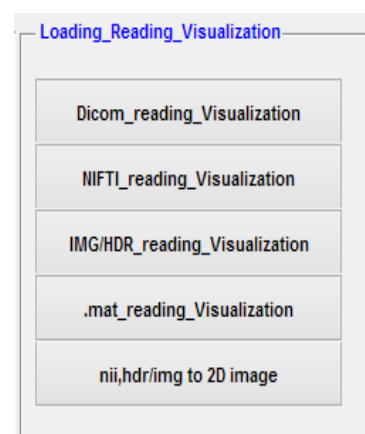 Loading_Reading_Visualization
Dicom_reading_Visualization
NIFTI_reading_Visualization
IMG/HDR_reading_Visualization
.mat_reading_Visualization
nii,hdr/img to 2D image